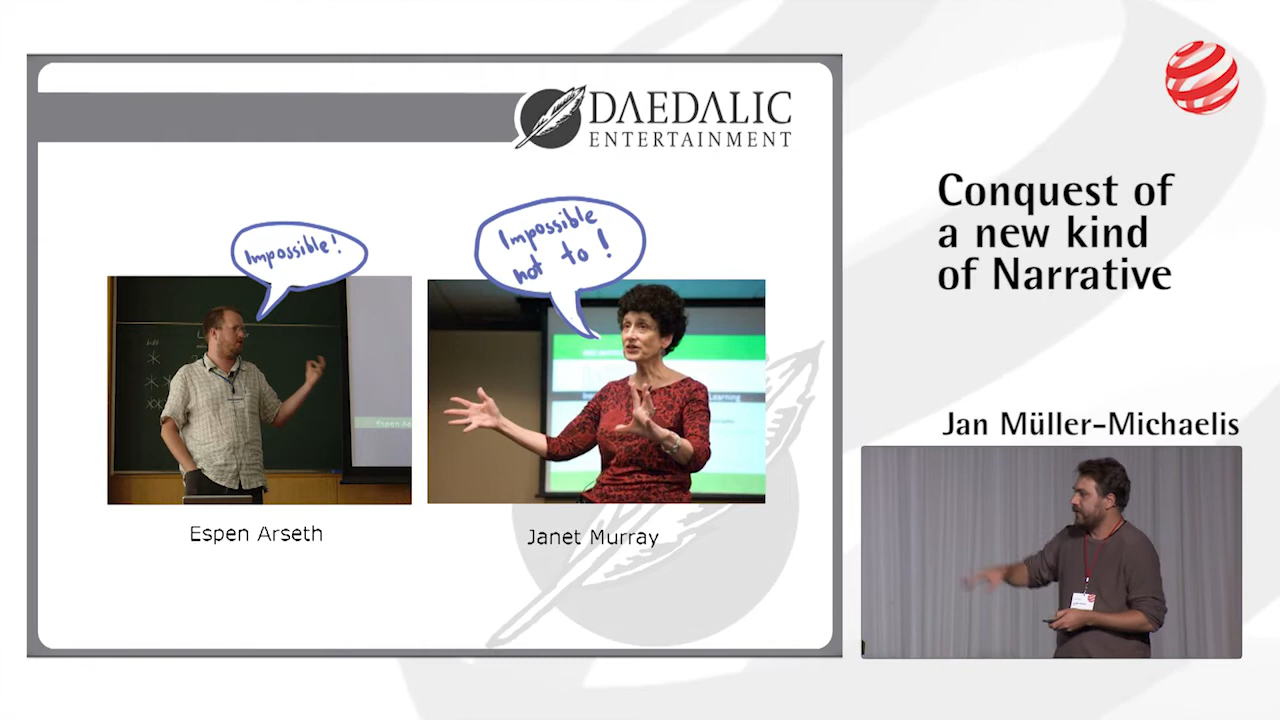 DAEDALIC
ENTERTAINMENT
Impossible!
Impossible
not to!
Learning
Espen Arseth
Janet Murray
Conquest of
a new kind
of Narrative
Jan Müller-Michaelis